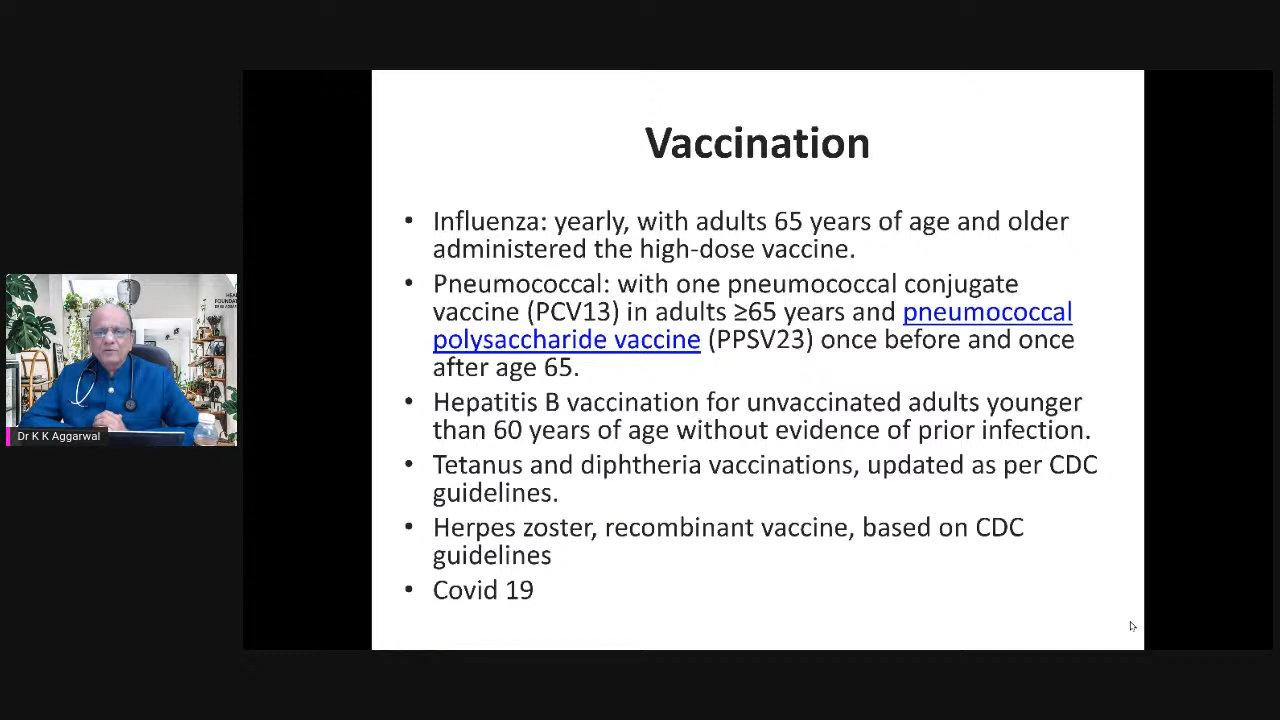 Vaccination
• Influenza: yearly, with adults 65 years of age and older
administered the high-dose vaccine.
• Pneumococcal: with one pneumococcal conjugate
vaccine (PCV13) in adults ≥65 years and pneumococcal
polysaccharide vaccine (PPSV23) once before and once
after age 65.
• Hepatitis B vaccination for unvaccinated adults younger
than 60 years of age without evidence of prior infection.
• Tetanus and diphtheria vaccinations, updated as per CDC
guidelines.
• Herpes zoster, recombinant vaccine, based on CDC
guidelines
• Covid 19
Dr K K Aggarwal